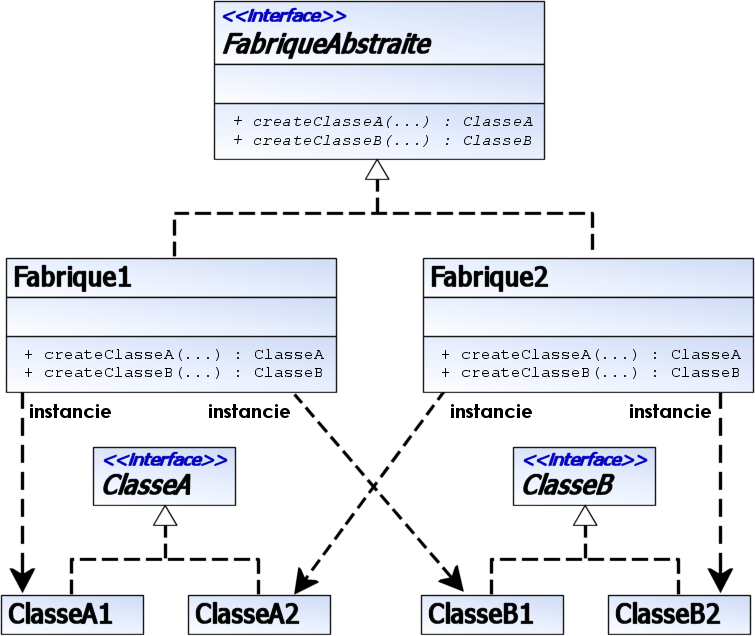 <<Interface>>
FabriqueAbstraite
+ createClasseA(...) : ClasseA
+ createClasseB(...) : ClasseB
Fabrique1
+ createClasseA(...) : ClasseA
+ createClasseB(...) : ClasseB
Fabrique2
+ createClasseA(...) : ClasseA
+ createClasseB(...) : ClasseB
instancie
instancie
instancie
instancie
<<Interface>>
ClasseA
<<Interface>>
ClasseB
ClasseA1
ClasseA2
ClasseB1
ClasseB2